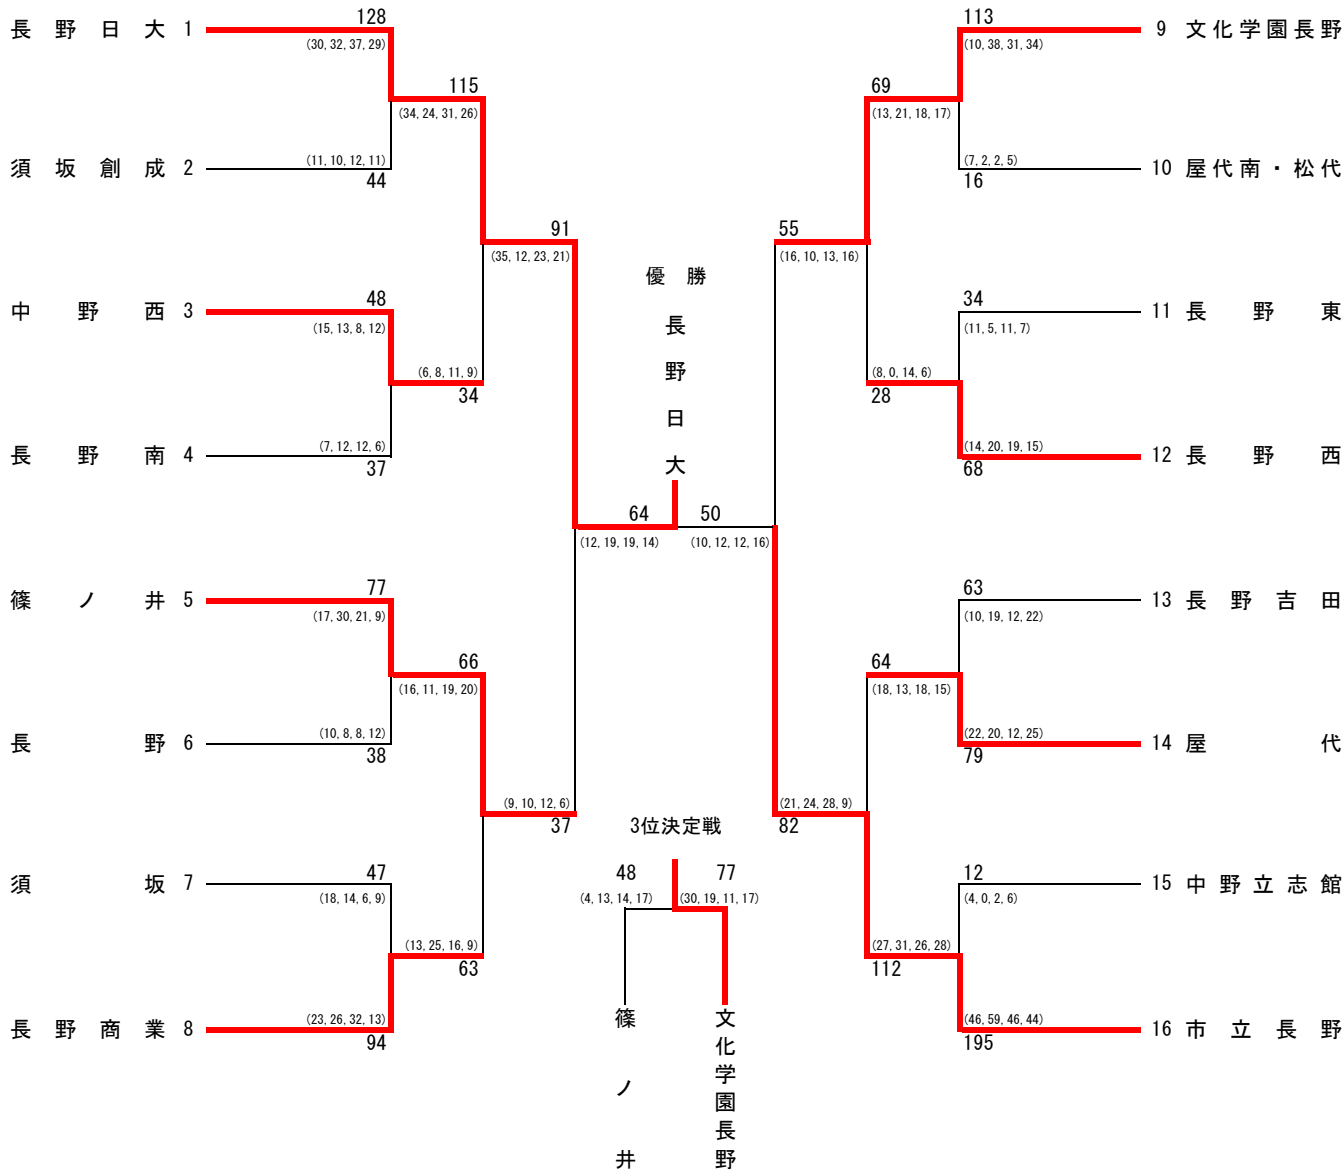 長野日大 1
128
(30, 32, 37, 29)
須坂創成 2
(11, 10, 12, 11)
44
115
(34, 24, 31, 26)
中野西 3
48
(15, 13, 8, 12)
長野南 4
(7, 12, 12, 6)
37
(6, 8, 11, 9)
34
91
(35, 12, 23, 21)
篠ノ井 5
77
(17, 30, 21, 9)
長野 6
(10, 8, 8, 12)
38
66
(16, 11, 19, 20)
須坂 7
47
(18, 14, 6, 9)
長野商業 8
(23, 26, 32, 13)
94
(13, 25, 16, 9)
63
(9, 10, 12, 6)
37
優勝
長野日大
64
(12, 19, 19, 14)
50
(10, 12, 12, 16)
3位決定戦
48
(4, 13, 14, 17)
77
(30, 19, 11, 17)
篠ノ井
文化学園長野
113
(10, 38, 31, 34)
9 文化学園長野
(7, 2, 2, 5)
16
10 屋代南・松代
69
(13, 21, 18, 17)
34
(11, 5, 11, 7)
11 長野東
(14, 20, 19, 15)
68
12 長野西
(8, 0, 14, 6)
28
55
(16, 10, 13, 16)
63
(10, 19, 12, 22)
13 長野吉田
(22, 20, 12, 25)
79
14 屋代
64
(18, 13, 18, 15)
12
(4, 0, 2, 6)
15 中野立志館
(46, 59, 46, 44)
195
16 市立長野
(27, 31, 26, 28)
112
(21, 24, 28, 9)
82